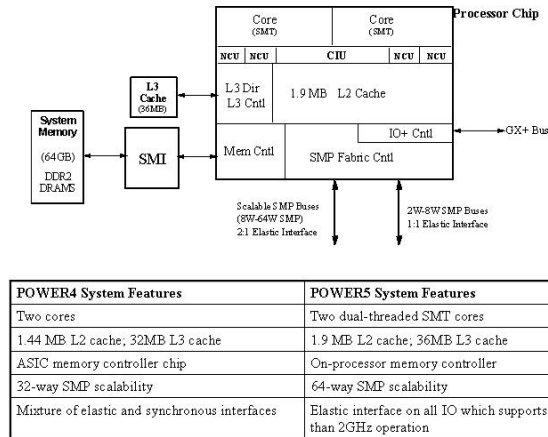 Processor Chip
Core
(SMT)
Core
(SMT)
NCU
NCU
CIU
NCU
NCU
L3
Cache
(36MB)
L3 Dir
L3 Cntl
1.9 MB L2 Cache
System
Memory
(64GB)
DDR2
DRAMS
SMI
Mem Cntl
IO+ Cntl
SMP Fabric Cntl
GX+ Bus
Scalable SMP Buses
(8W-64W SMP)
2:1 Elastic Interface
2W-8W SMP Buses
1:1 Elastic Interface
POWER4 System Features
POWER5 System Features
Two cores
Two dual-threaded SMT cores
1.44 MB L2 cache; 32MB L3 cache
1.9 MB L2 cache; 36MB L3 cache
ASIC memory controller chip
On-processor memory controller
32-way SMP scalability
64-way SMP scalability
Mixture of elastic and synchronous interfaces
Elastic interface on all IO which supports
than 2GHz operation